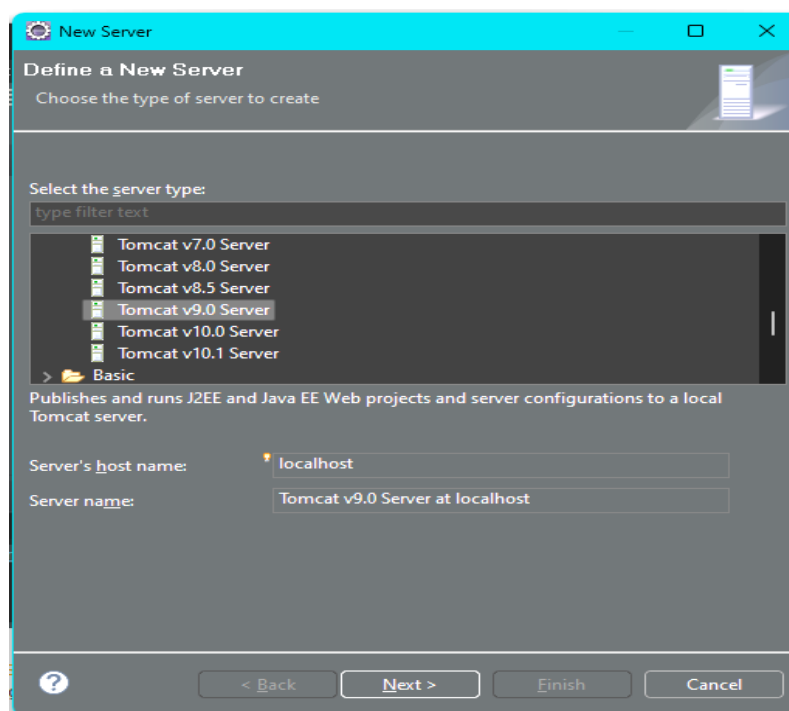 New Server
Define a New Server
Choose the type of server to create
Select the server type:
type filter text
Tomcat v7.0 Server
Tomcat v8.0 Server
Tomcat v8.5 Server
Tomcat v9.0 Server
Tomcat v10.0 Server
Tomcat v10.1 Server
> Basic
Publishes and runs J2EE and Java EE Web projects and server configurations to a local
Tomcat server.
Server's host name: localhost
Server name: Tomcat v9.0 Server at localhost
? < Back Next > Finish Cancel